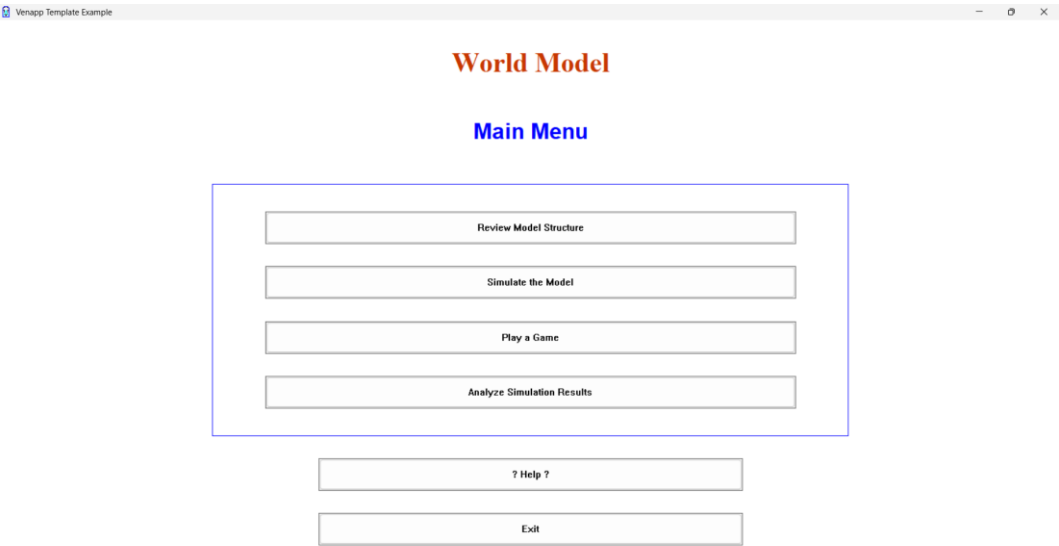 Venapp Template Example
World Model
Main Menu
Review Model Structure
Simulate the Model
Play a Game
Analyze Simulation Results
? Help ?
Exit